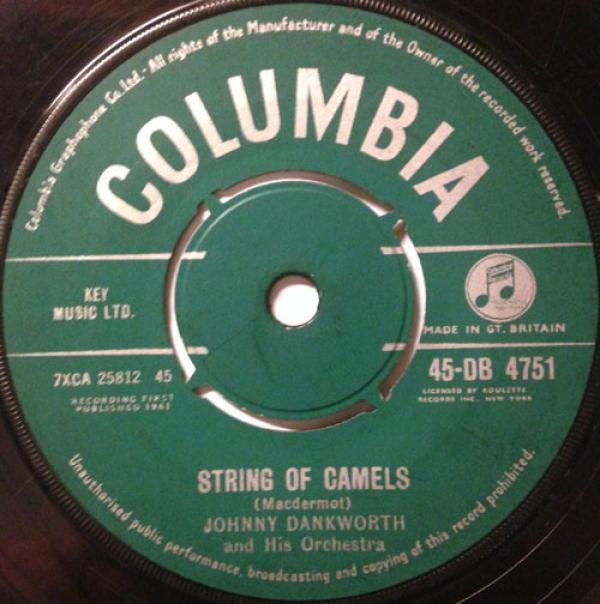 Columbia Graphophone Co. Ltd.- All rights of the Manufacturer and of the Owner of the recorded work reserved.
COLUMBIA
KEY
MUSIC LTD.
MADE IN GT. BRITAIN
7XCA 25812 45
45-DB 4751
RECORDING FIRST
PUBLISHED 1961
LICENSED BY ROULETTE
RECORDS INC., NEW YORK
STRING OF CAMELS
(Macdermot)
JOHNNY DANKWORTH
and His Orchestra
Unauthorised public performance, broadcasting and copying of this record prohibited.